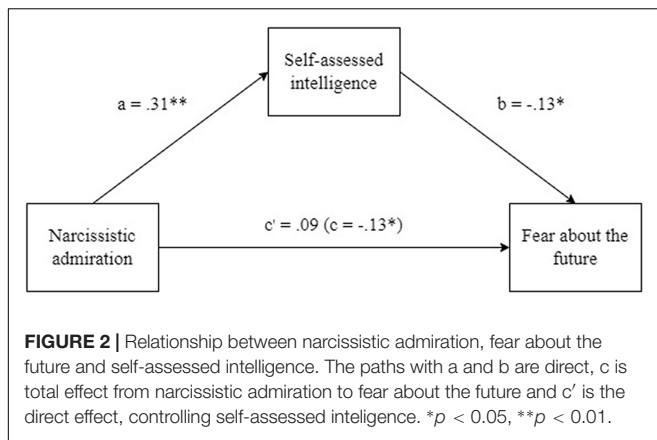 Self-assessed
intelligence
a = .31**
b = -.13*
Narcissistic
admiration
c' = .09 (c = -.13*)
Fear about the
future
FIGURE 2 | Relationship between narcissistic admiration, fear about the
future and self-assessed intelligence. The paths with a and b are direct, c is
total effect from narcissistic admiration to fear about the future and c′ is the
direct effect, controlling self-assessed inteligence. *p < 0.05, **p < 0.01.